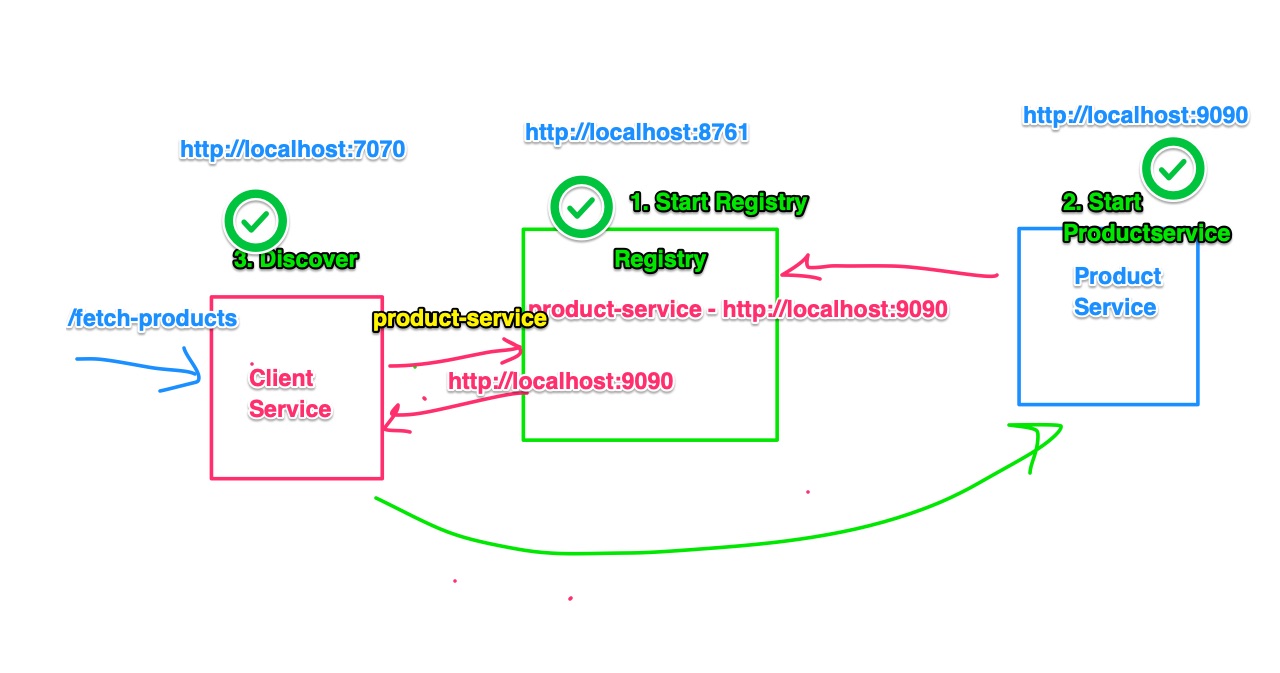 http://localhost:7070
http://localhost:8761
http://localhost:9090
1. Start Registry
2. Start
Productservice
3. Discover
Registry
Product
Service
/fetch-products
product-service
product-service - http://localhost:9090
Client
Service
http://localhost:9090